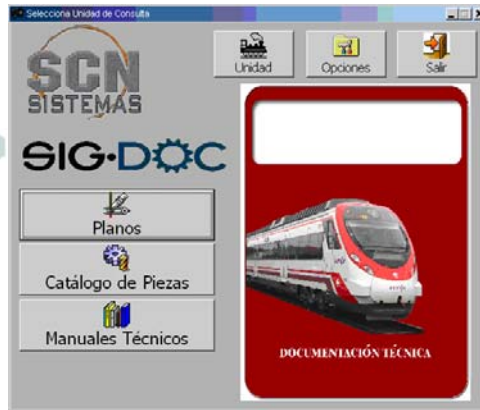 Selecciona Unidad de Consulta
SCN
SISTEMAS
Unidad
Opciones
Salir
SIG·DOC
Planos
Catálogo de Piezas
Manuales Técnicos
DOCUMENTACIÓN TÉCNICA